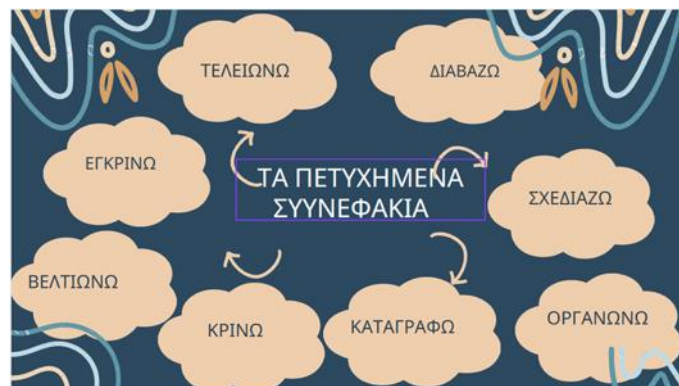 ΤΕΛΕΙΩΝΩ
ΔΙΑΒΑΖΩ
ΕΓΚΡΙΝΩ
ΤΑ ΠΕΤΥΧΗΜΕΝΑ
ΣΥΥΝΕΦΑΚΙΑ
ΣΧΕΔΙΑΖΩ
ΒΕΛΤΙΩΝΩ
ΚΡΙΝΩ
ΚΑΤΑΓΡΑΦΩ
ΟΡΓΑΝΩΝΩ